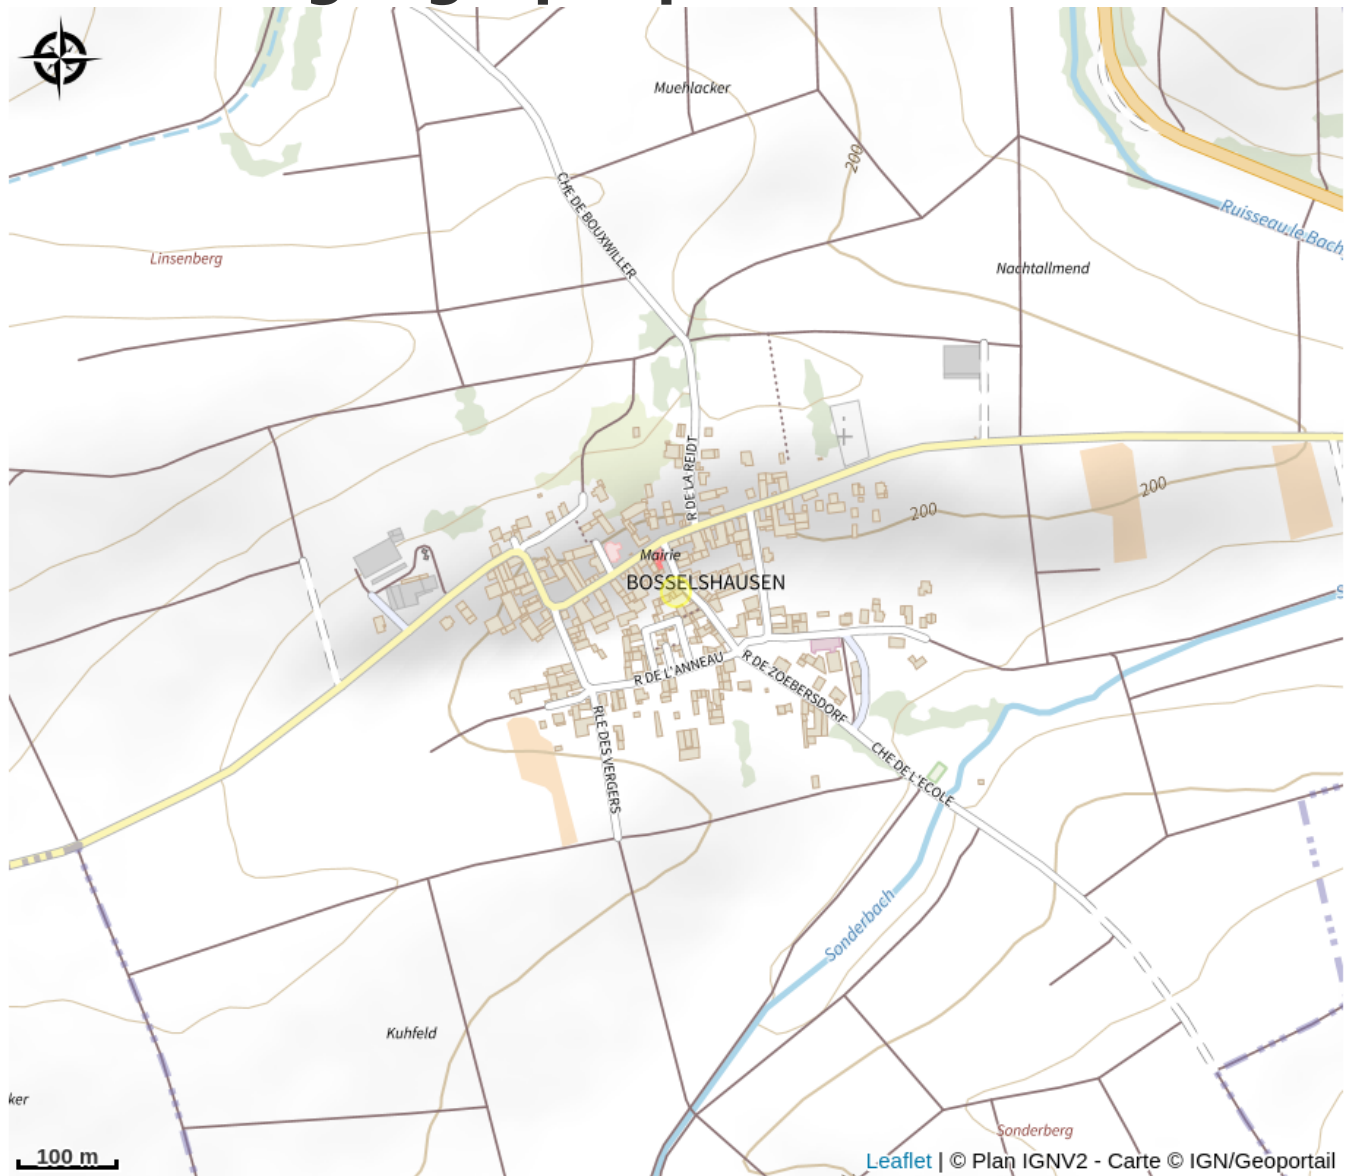 Muehlacker
200
CHE DE BOUXWILLER
Ruisseau le Bach
Linsenberg
Nachtallmend
R DE LA REIDT
200
200
Mairie
BOSSELSHAUSEN
R DE L'ANNEAU
R DE ZOEBERSDORF
RLE DES VERGERS
CHE DE L'ECOLE
Sonderbach
Kuhfeld
ker
Sonderberg
100 m
Leaflet | © Plan IGNV2 - Carte © IGN/Geoportail